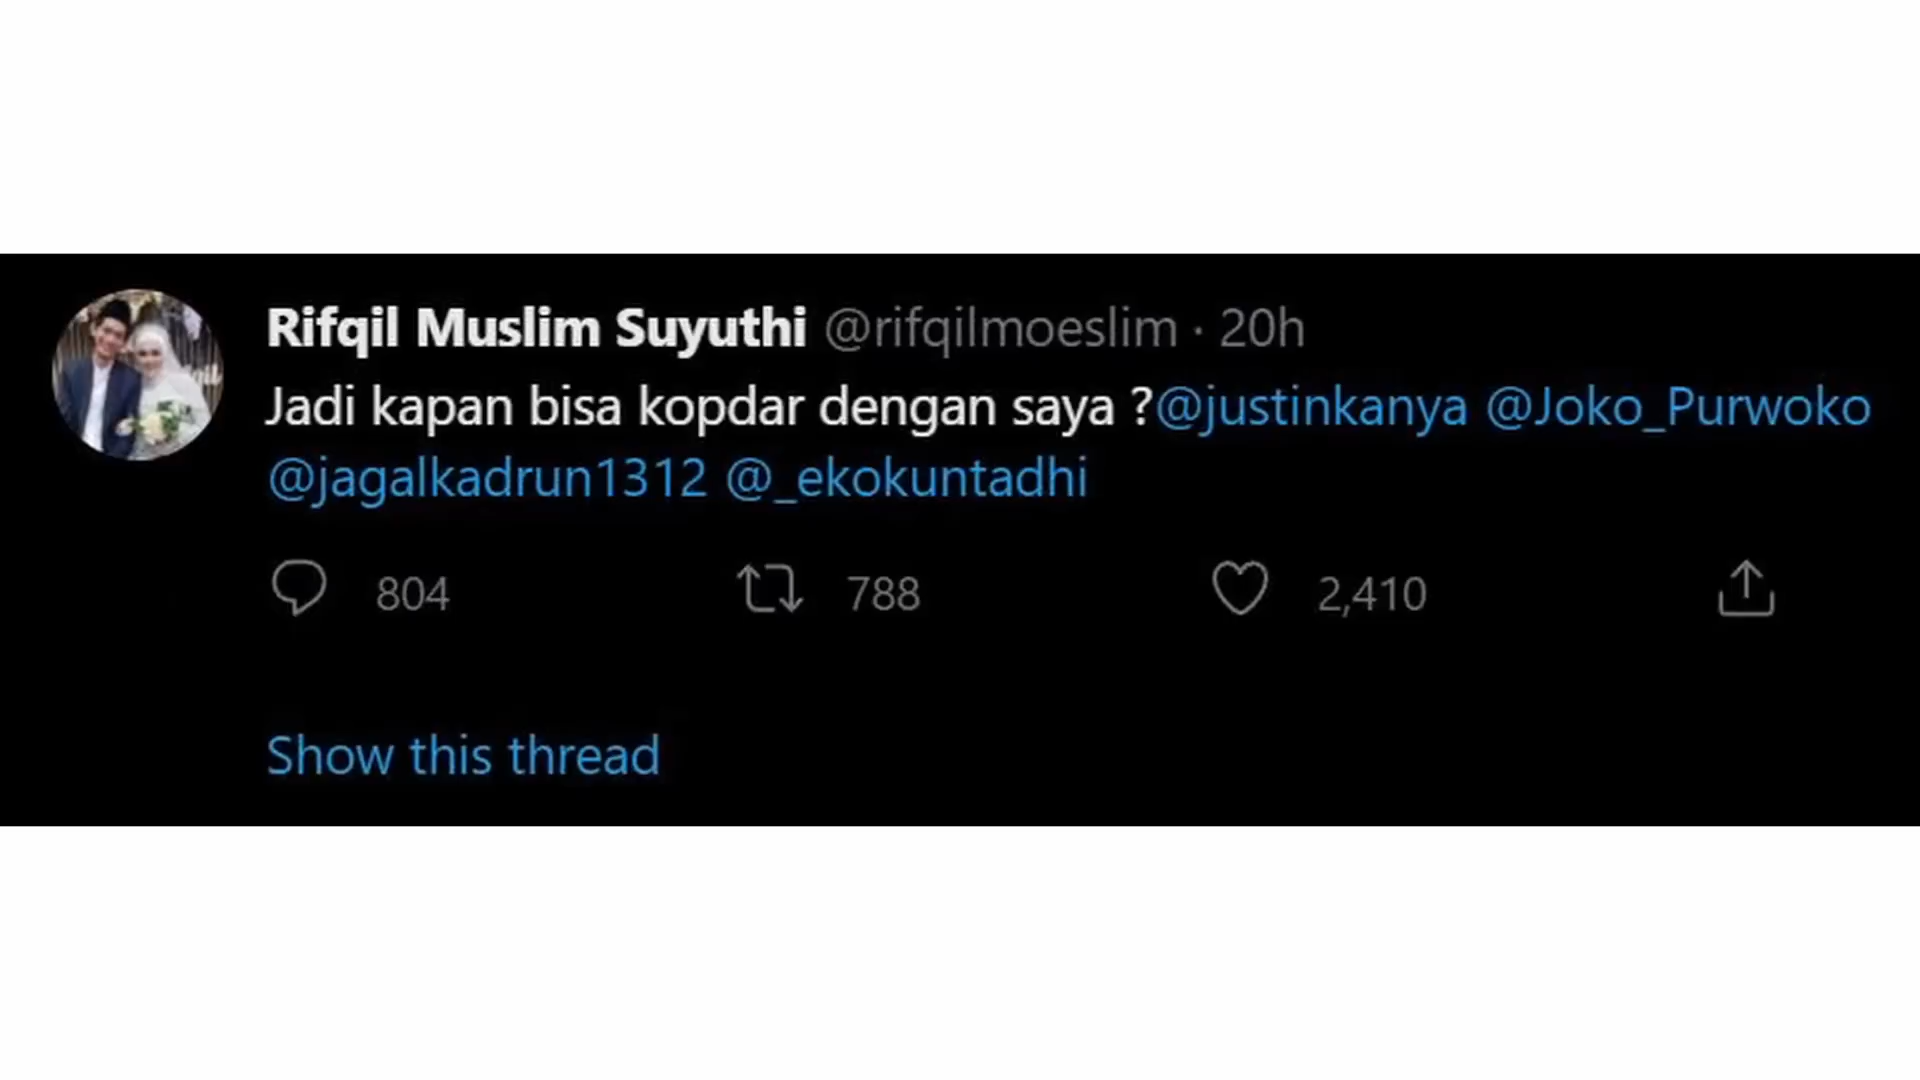 Rifqil Muslim Suyuthi @rifqilmoeslim · 20h
Jadi kapan bisa kopdar dengan saya ?@justinkanya @Joko_Purwoko
@jagalkadrun1312 @_ekokuntadhi
804 788 2,410
Show this thread